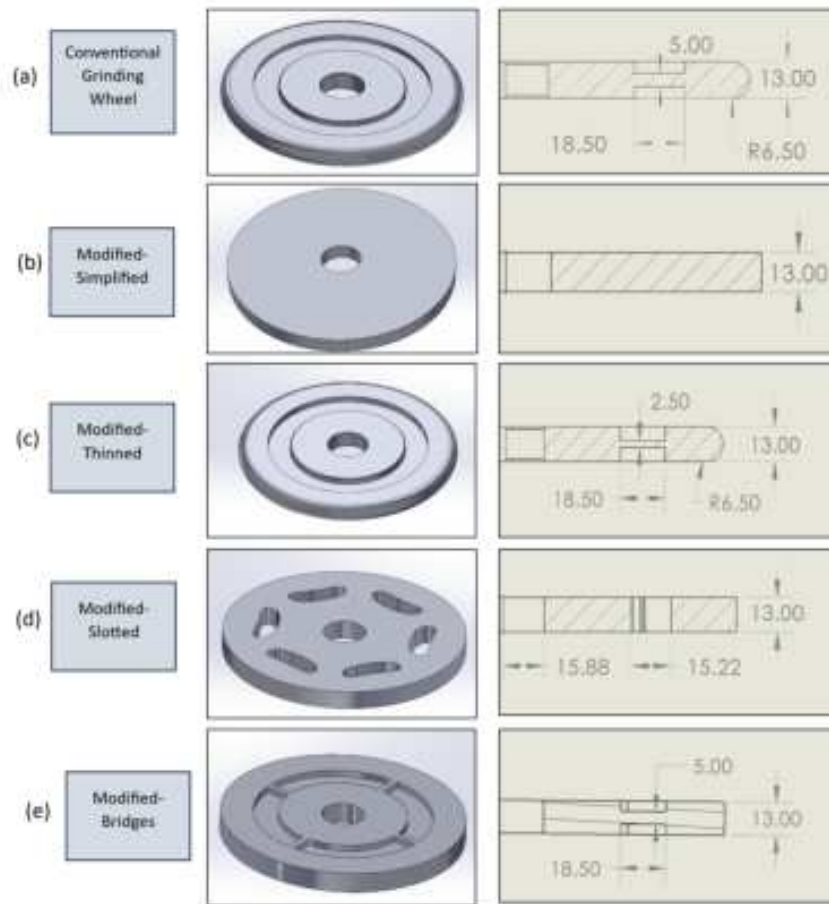 (a)
Conventional
Grinding
Wheel
5.00
13.00
18.50
R6.50
(b)
Modified-
Simplified
13.00
(c)
Modified-
Thinned
2.50
13.00
18.50
R6.50
(d)
Modified-
Slotted
13.00
15.88
15.22
(e)
Modified-
Bridges
5.00
13.00
18.50